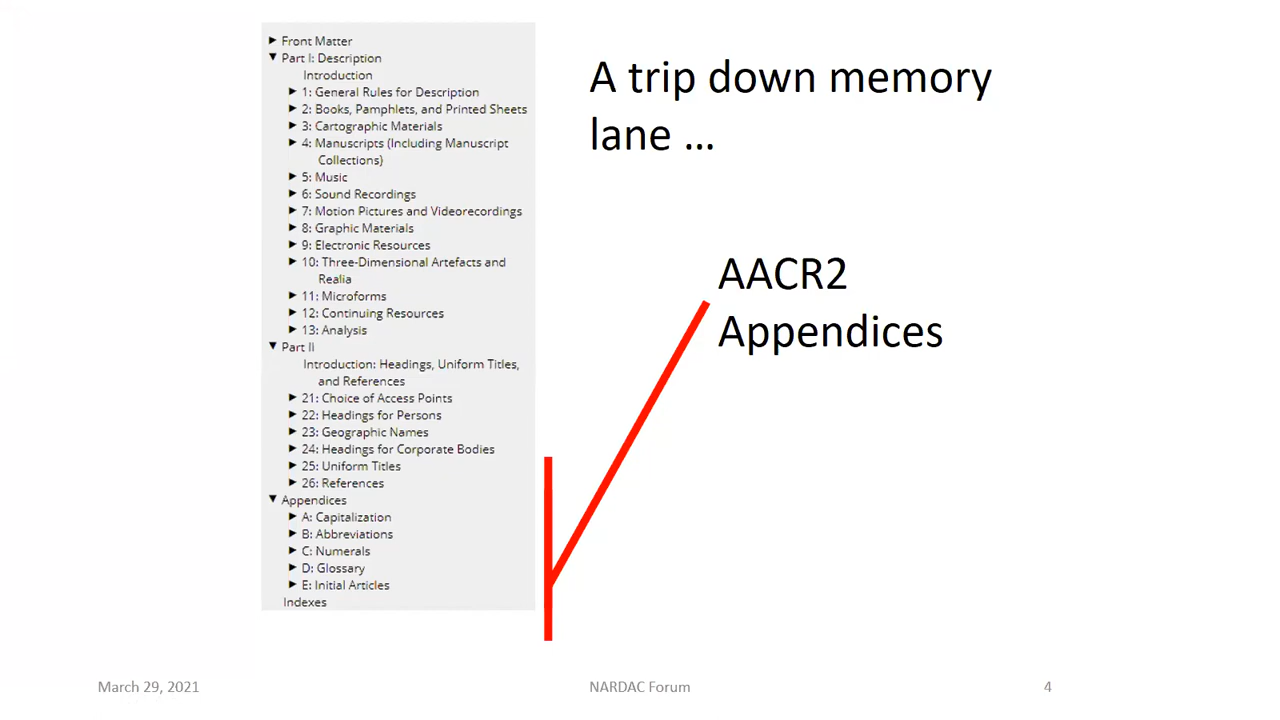 ► Front Matter
▼ Part I: Description
Introduction
► 1: General Rules for Description
► 2: Books, Pamphlets, and Printed Sheets
► 3: Cartographic Materials
► 4: Manuscripts (Including Manuscript
Collections)
► 5: Music
► 6: Sound Recordings
► 7: Motion Pictures and Videorecordings
► 8: Graphic Materials
► 9: Electronic Resources
► 10: Three-Dimensional Artefacts and
Realia
► 11: Microforms
► 12: Continuing Resources
► 13: Analysis
▼ Part II
Introduction: Headings, Uniform Titles,
and References
► 21: Choice of Access Points
► 22: Headings for Persons
► 23: Geographic Names
► 24: Headings for Corporate Bodies
► 25: Uniform Titles
► 26: References
▼ Appendices
► A: Capitalization
► B: Abbreviations
► C: Numerals
► D: Glossary
► E: Initial Articles
Indexes
A trip down memory
lane ...
AACR2
Appendices
March 29, 2021
NARDAC Forum
4